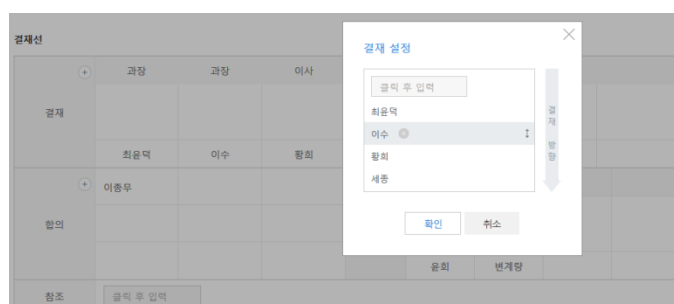 결재선
과장 과장 이사
결재
최윤덕 이수 황희
이종무
합의
윤회 변계량
참조 클릭 후 입력
결재 설정
클릭 후 입력
최윤덕
이수
황희
세종
결재 방향
확인 취소